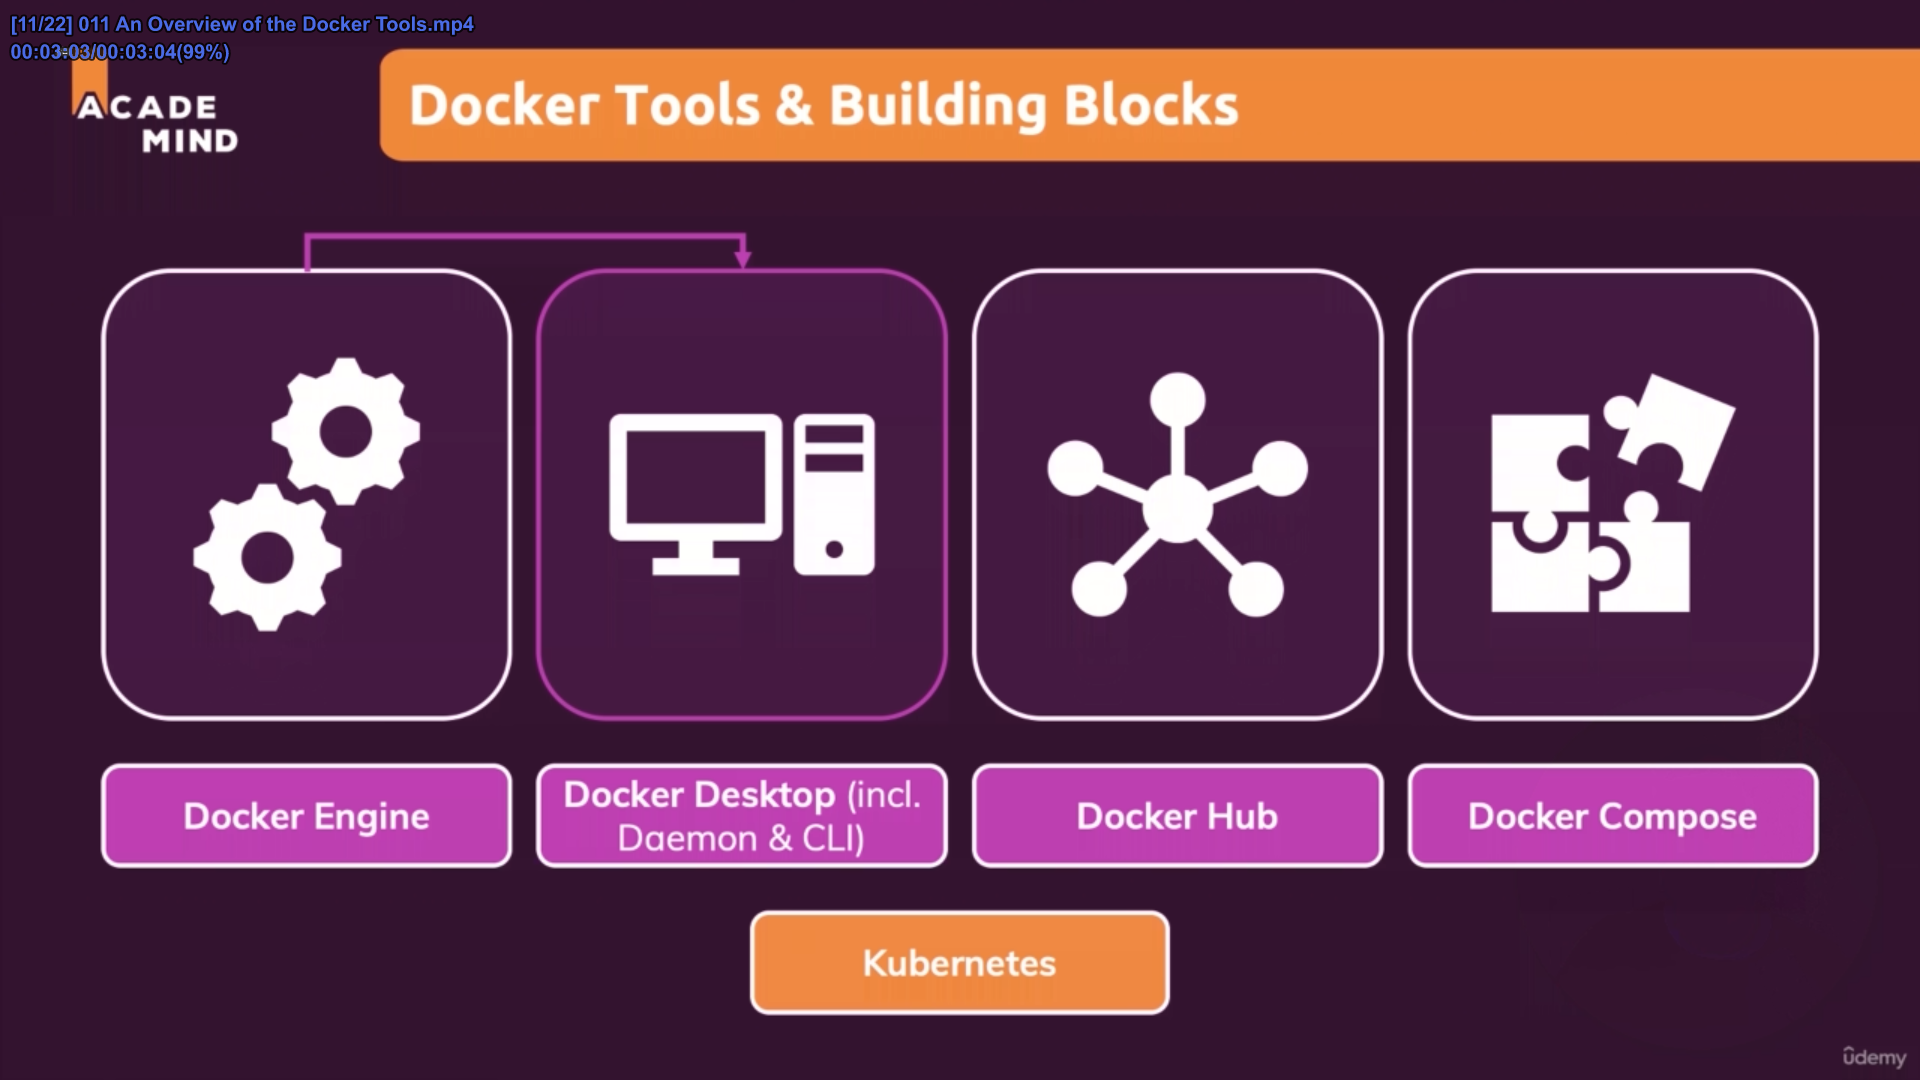 [11/22] 011 An Overview of the Docker Tools.mp4
00:03:03/00:03:04(99%)
ACADE
MIND
Docker Tools & Building Blocks
Docker Engine
Docker Desktop (incl.
Daemon & CLI)
Docker Hub
Docker Compose
Kubernetes
ûdemy